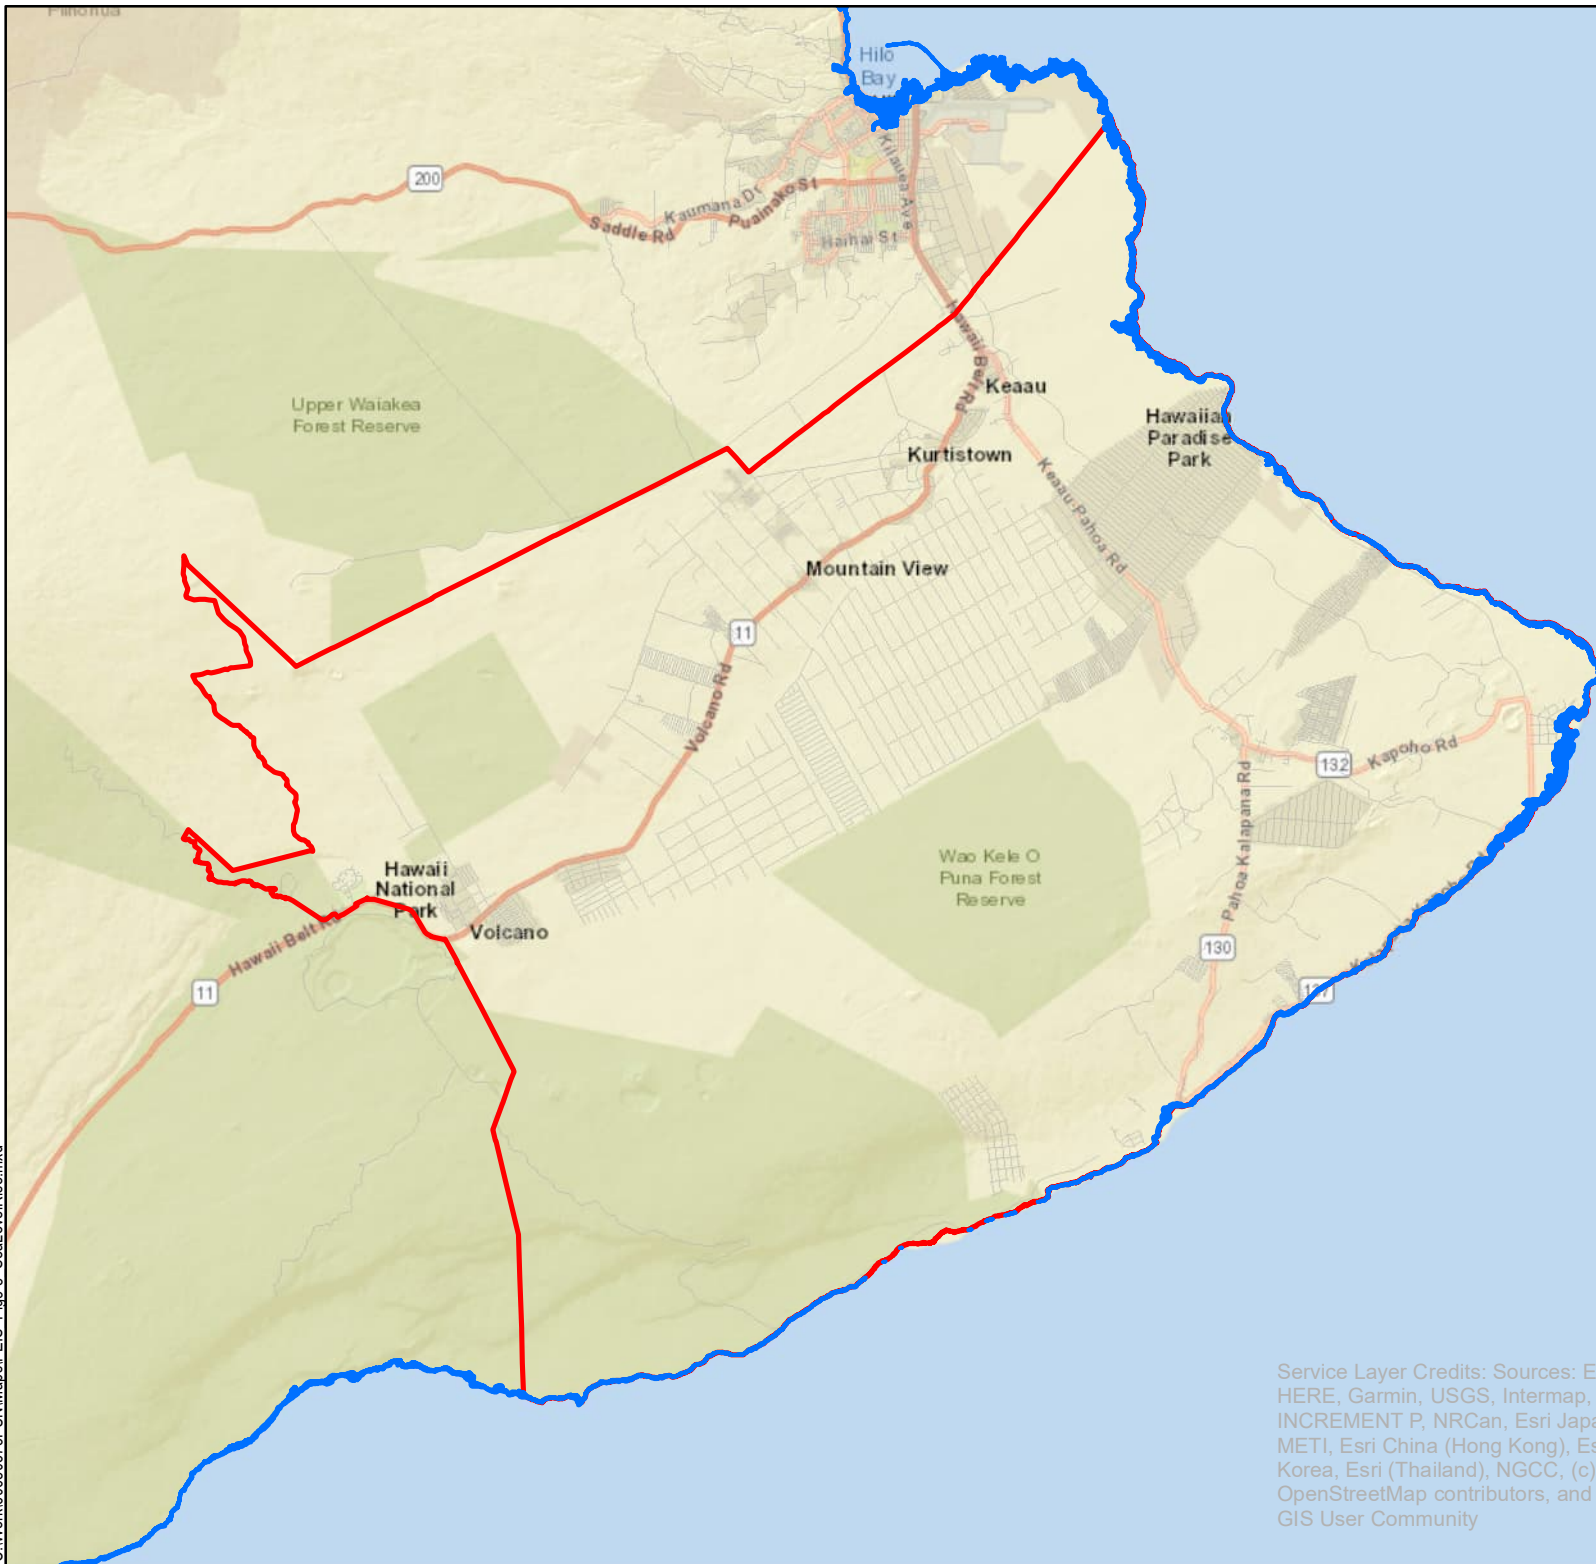 Hilo
Bay
200
Kilauea Ave
Kaumana Dr
Puainako St
Saddle Rd
Haihai St
Hawaii Belt Rd
Keaau
Upper Waiakea
Forest Reserve
Hawaiian
Paradise
Park
Kurtistown
Keaau-Pahoa Rd
Mountain View
11
Volcano Rd
132
Kapoho Rd
Pahoa Kalapana Rd
Wao Kele O
Puna Forest
Reserve
Hawaii
National
Park
Volcano
Hawaii Belt Rd
130
11
137
Service Layer Credits: Sources: E
HERE, Garmin, USGS, Intermap,
INCREMENT P, NRCan, Esri Japa
METI, Esri China (Hong Kong), Es
Korea, Esri (Thailand), NGCC, (c)
OpenStreetMap contributors, and
GIS User Community